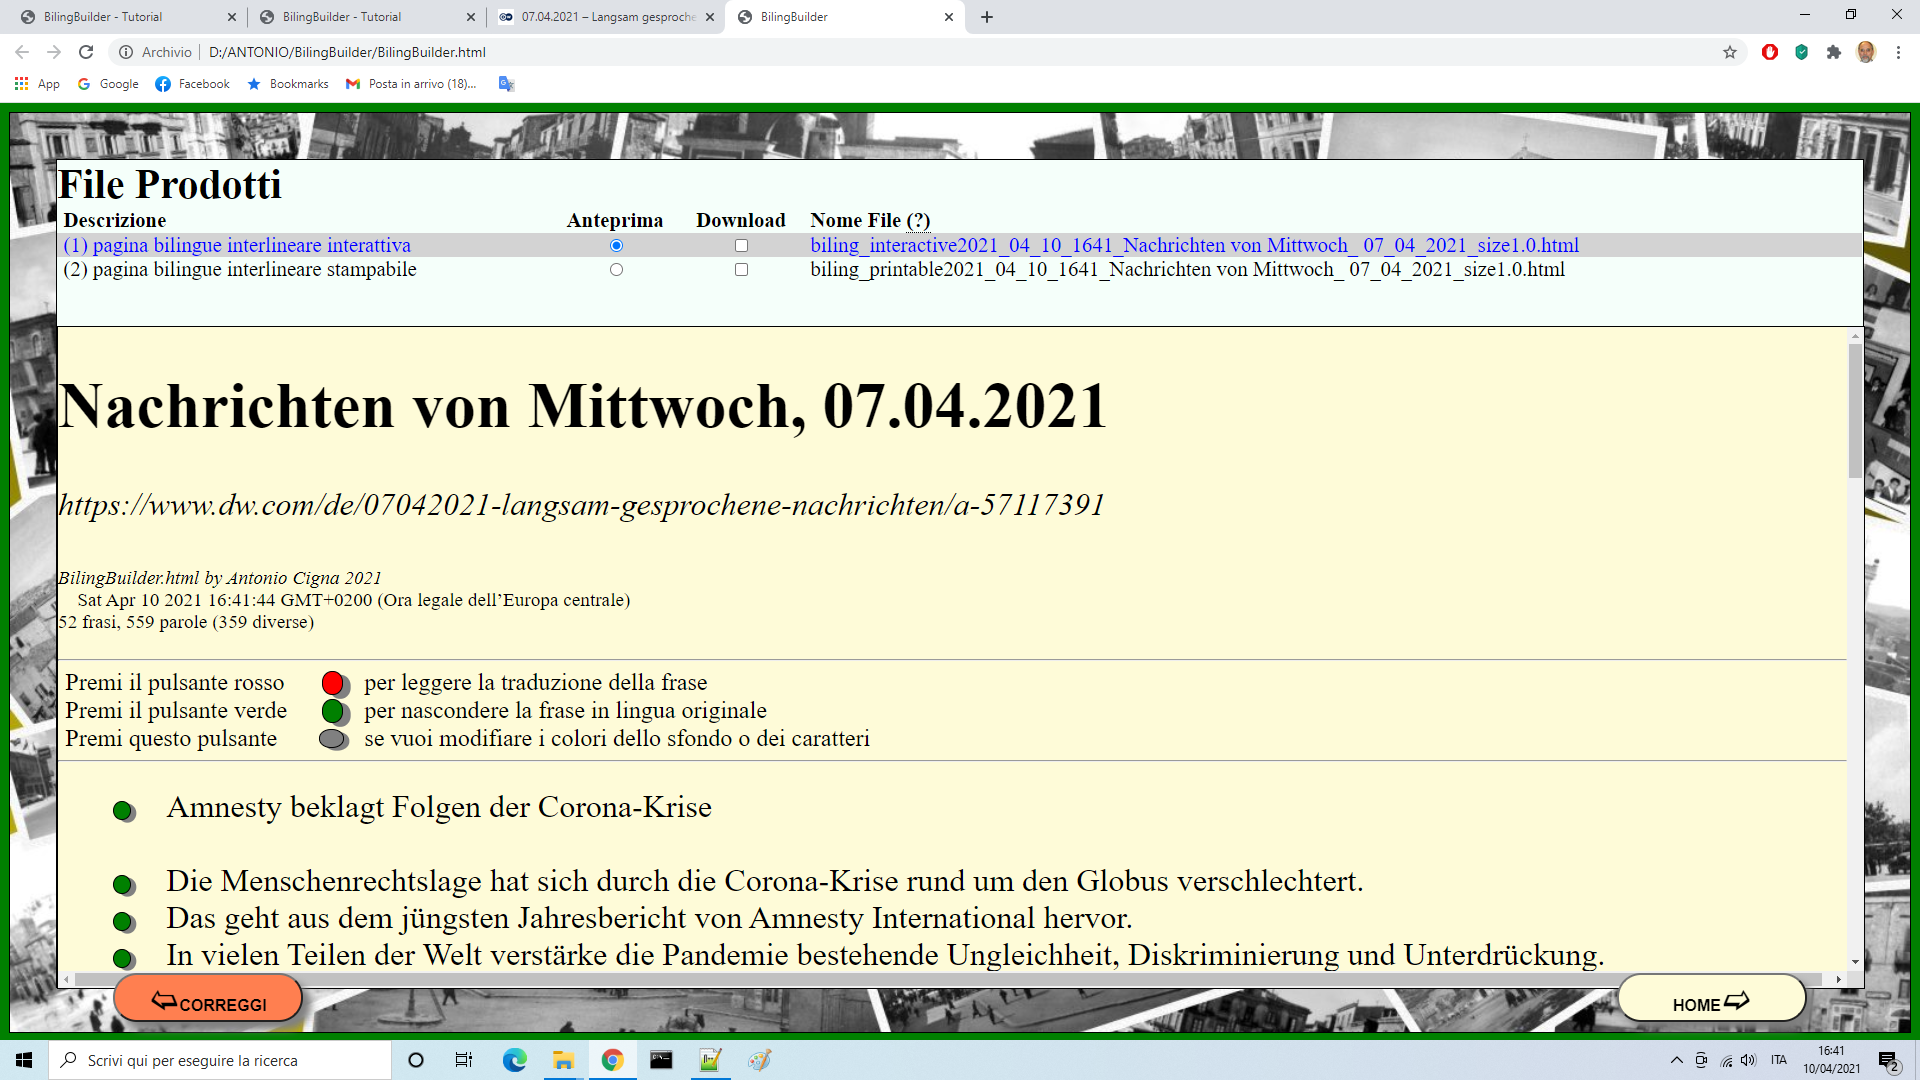 BilingBuilder - Tutorial
BilingBuilder - Tutorial
07.04.2021 – Langsam gesproche
BilingBuilder
Archivio
D:/ANTONIO/BilingBuilder/BilingBuilder.html
App
Google
Facebook
Bookmarks
Posta in arrivo (18)...
File Prodotti
Descrizione Anteprima Download Nome File (?)
(1) pagina bilingue interlineare interattiva biling_interactive2021_04_10_1641_Nachrichten von Mittwoch_ 07_04_2021_size1.0.html
(2) pagina bilingue interlineare stampabile biling_printable2021_04_10_1641_Nachrichten von Mittwoch_ 07_04_2021_size1.0.html
Nachrichten von Mittwoch, 07.04.2021
https://www.dw.com/de/07042021-langsam-gesprochene-nachrichten/a-57117391
BilingBuilder.html by Antonio Cigna 2021
Sat Apr 10 2021 16:41:44 GMT+0200 (Ora legale dell’Europa centrale)
52 frasi, 559 parole (359 diverse)
Premi il pulsante rosso per leggere la traduzione della frase
Premi il pulsante verde per nascondere la frase in lingua originale
Premi questo pulsante se vuoi modifiare i colori dello sfondo o dei caratteri
Amnesty beklagt Folgen der Corona-Krise
Die Menschenrechtslage hat sich durch die Corona-Krise rund um den Globus verschlechtert.
Das geht aus dem jüngsten Jahresbericht von Amnesty International hervor.
In vielen Teilen der Welt verstärke die Pandemie bestehende Ungleichheit, Diskriminierung und Unterdrückung.
CORREGGI
HOME
Scrivi qui per eseguire la ricerca
ITA
16:41
10/04/2021
2